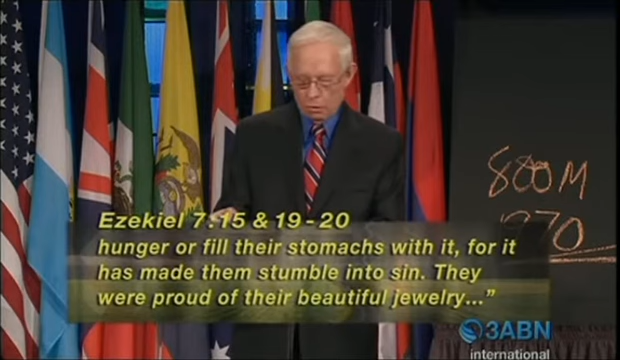 Ezekiel 7:15 & 19-20
hunger or fill their stomachs with it, for it
has made them stumble into sin. They
were proud of their beautiful jewelry..."
800M
1970
3ABN
international